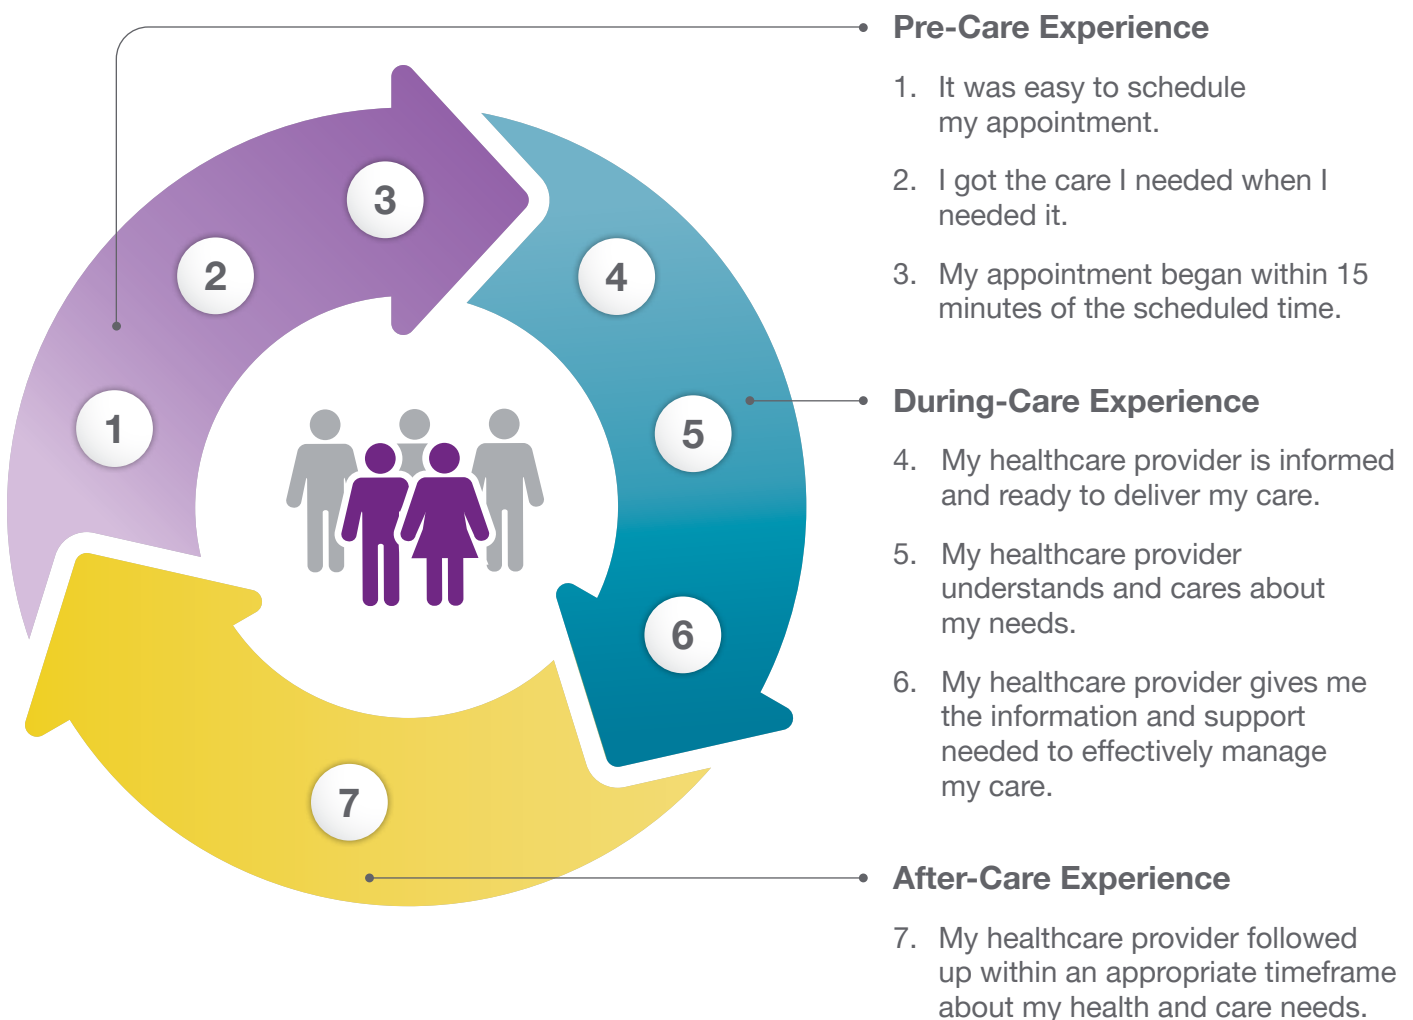 Pre-Care Experience
1. It was easy to schedule
my appointment.
2. I got the care I needed when I
needed it.
3. My appointment began within 15
minutes of the scheduled time.
During-Care Experience
4. My healthcare provider is informed
and ready to deliver my care.
5. My healthcare provider
understands and cares about
my needs.
6. My healthcare provider gives me
the information and support
needed to effectively manage
my care.
After-Care Experience
7. My healthcare provider followed
up within an appropriate timeframe
about my health and care needs.
1
2
3
4
5
6
7